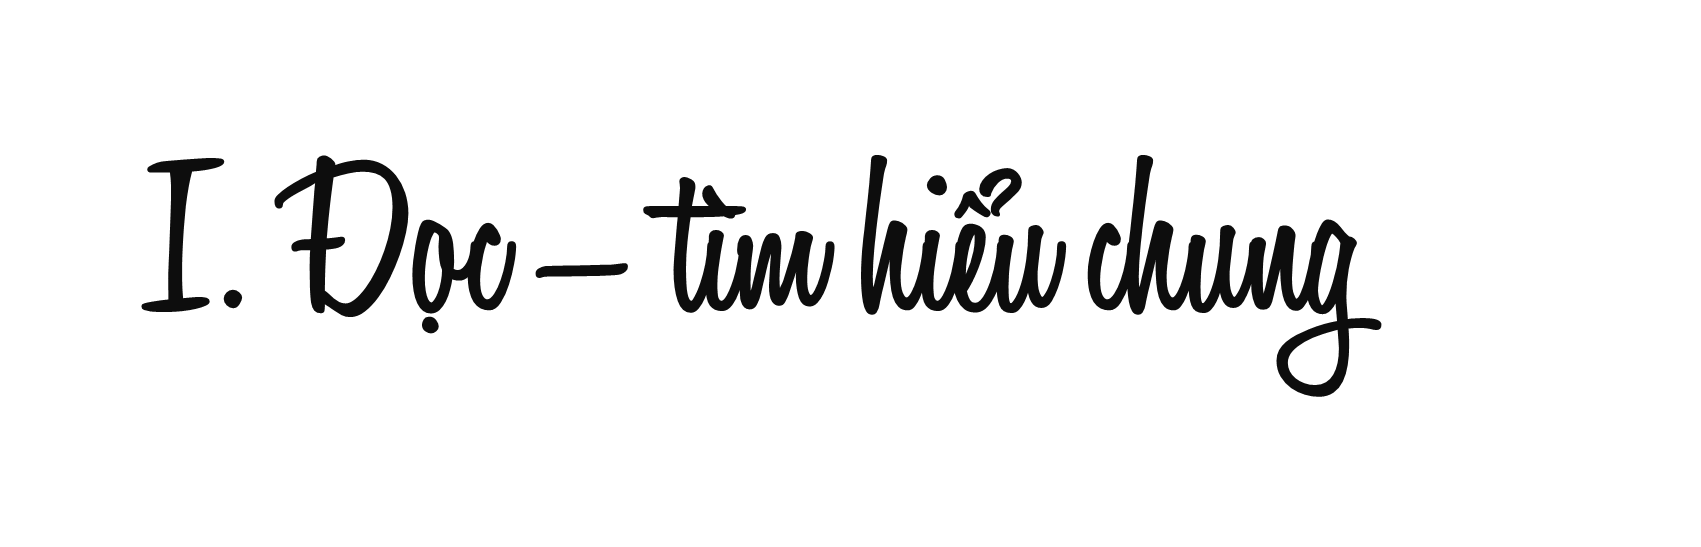 I. Đọc – tìm hiểu chung